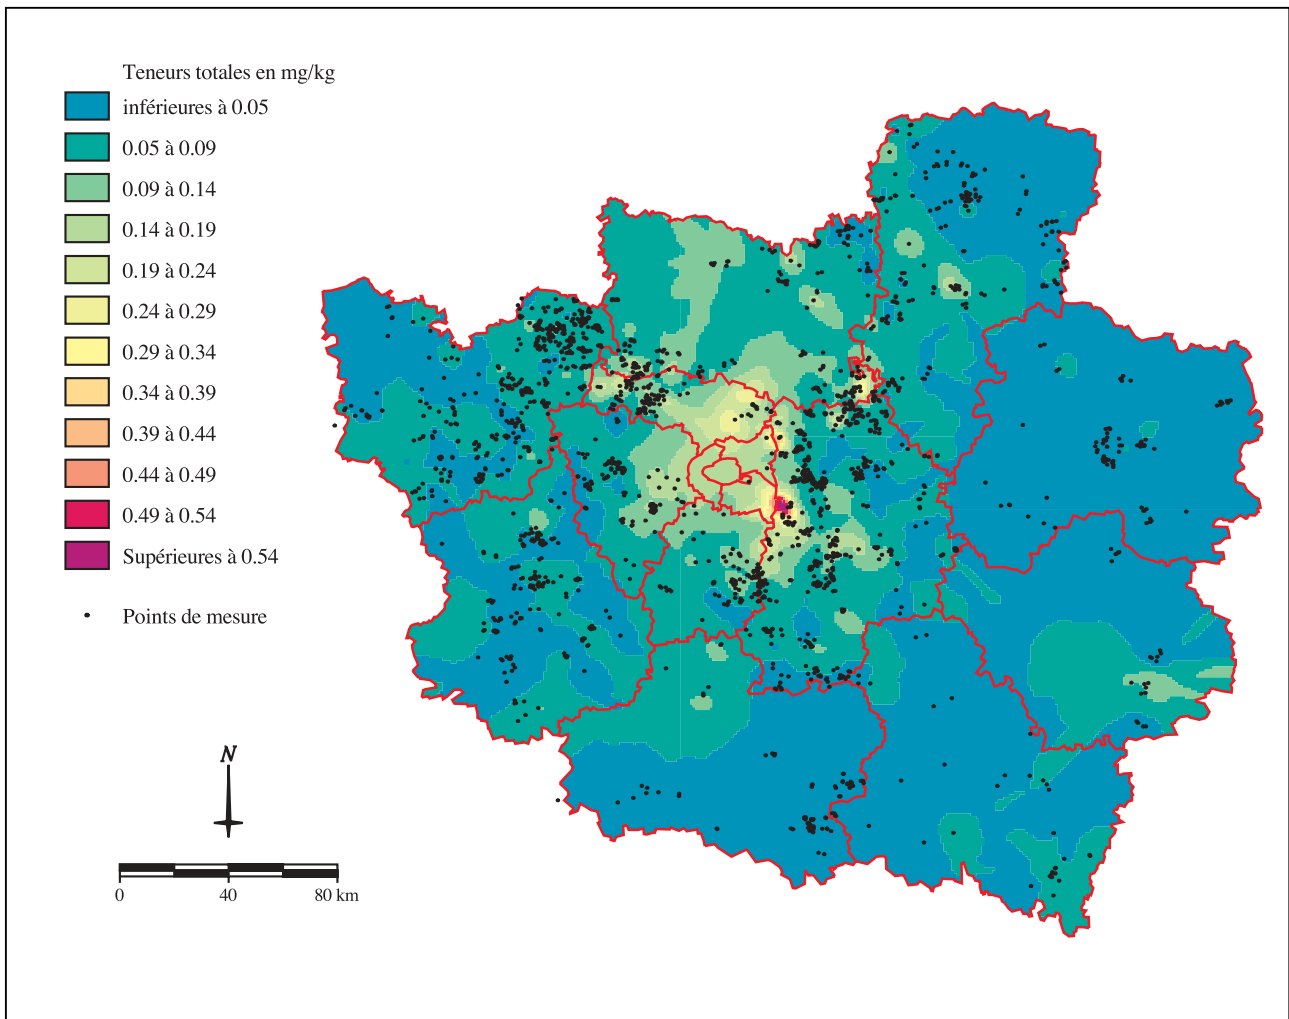 Teneurs totales en mg/kg
inférieures à 0.05
0.05 à 0.09
0.09 à 0.14
0.14 à 0.19
0.19 à 0.24
0.24 à 0.29
0.29 à 0.34
0.34 à 0.39
0.39 à 0.44
0.44 à 0.49
0.49 à 0.54
Supérieures à 0.54
Points de mesure
N
0 40 80 km